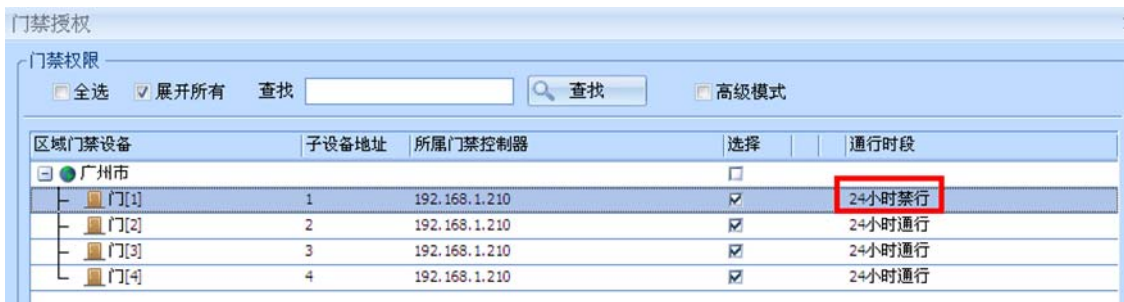 门禁授权
门禁权限
全选 展开所有 查找 查找 高级模式
区域门禁设备 子设备地址 所属门禁控制器 选择 通行时段
广州市
门[1] 1 192.168.1.210 24小时禁行
门[2] 2 192.168.1.210 24小时通行
门[3] 3 192.168.1.210 24小时通行
门[4] 4 192.168.1.210 24小时通行